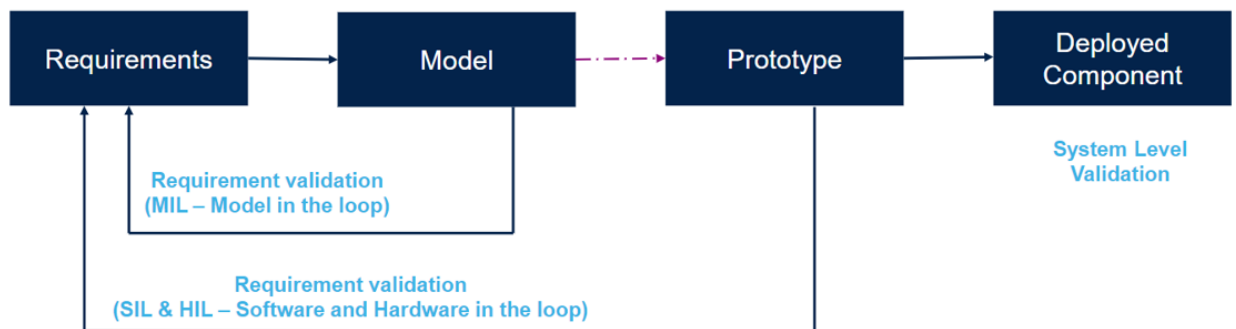 Requirements
Model
Prototype
Deployed
Component
System Level
Validation
Requirement validation
(MIL – Model in the loop)
Requirement validation
(SIL & HIL – Software and Hardware in the loop)